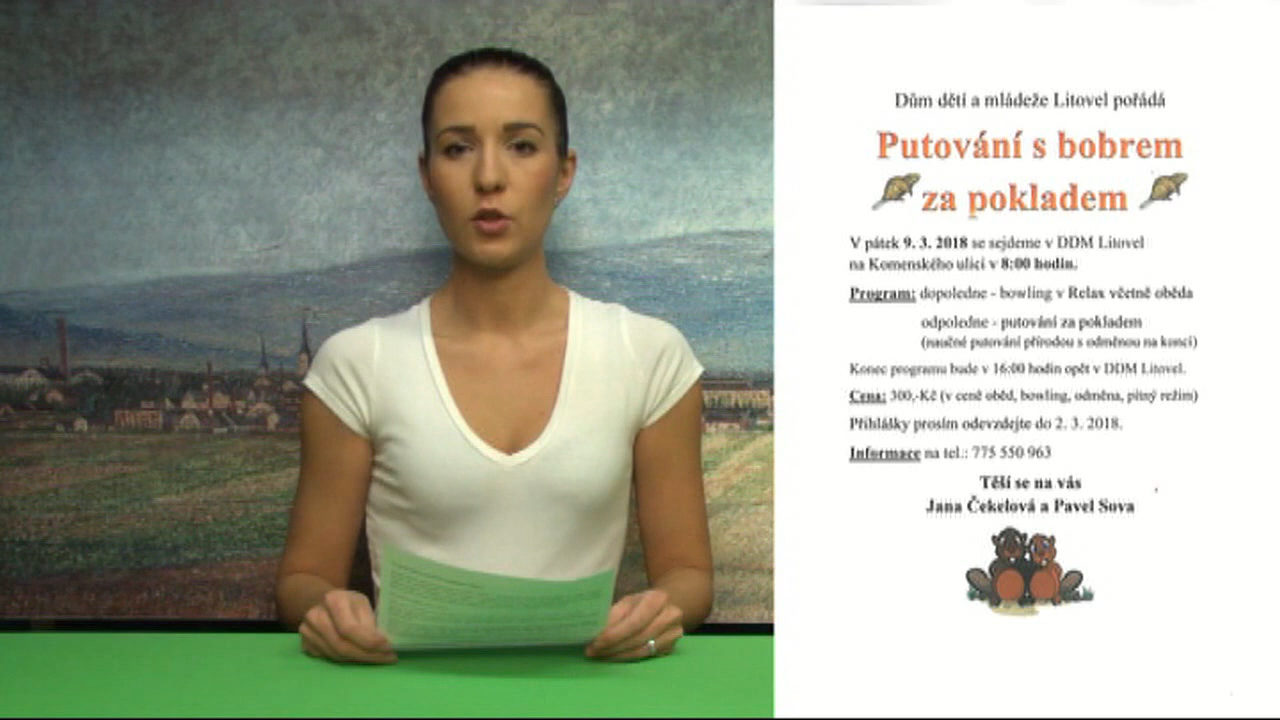 Dům dětí a mládeže Litovel pořádá
Putování s bobrem
za pokladem
V pátek 9. 3. 2018 se sejdeme v DDM Litovel
na Komenského ulici v 8:00 hodin.
Program: dopoledne - bowling v Relax včetně oběda
odpoledne - putování za pokladem
(naučné putování přírodou s odměnou na konci)
Konec programu bude v 16:00 hodin opět v DDM Litovel.
Cena: 300,-Kč (v ceně oběd, bowling, odměna, pitný režim)
Přihlášky prosím odevzdejte do 2. 3. 2018.
Informace na tel.: 775 550 963
Těší se na vás
Jana Čekelová a Pavel Sova